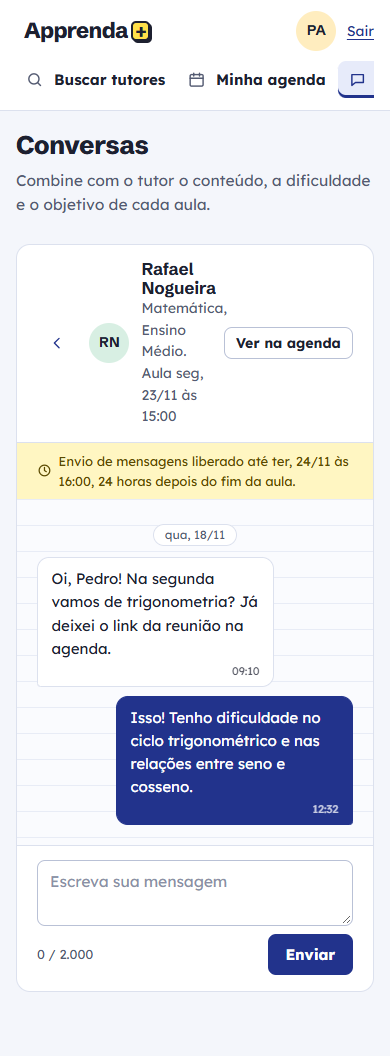 Apprenda+
PA
Sair
Buscar tutores
Minha agenda
Conversas
Combine com o tutor o conteúdo, a dificuldade
e o objetivo de cada aula.
RN
Rafael
Nogueira
Matemática,
Ensino
Médio.
Aula seg,
23/11 às
15:00
Ver na agenda
Envio de mensagens liberado até ter, 24/11 às
16:00, 24 horas depois do fim da aula.
qua, 18/11
Oi, Pedro! Na segunda
vamos de trigonometria? Já
deixei o link da reunião na
agenda.
09:10
Isso! Tenho dificuldade no
ciclo trigonométrico e nas
relações entre seno e
cosseno.
12:32
Escreva sua mensagem
0 / 2.000
Enviar